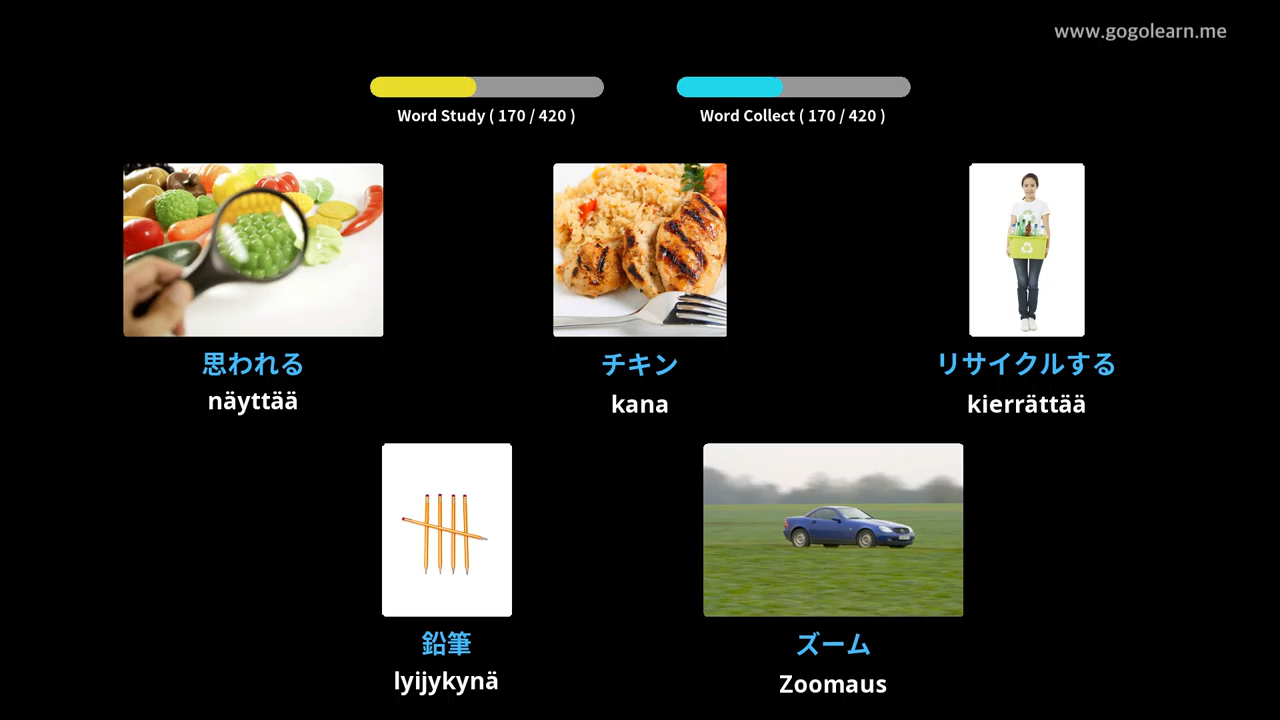 www.gogolearn.me
Word Study ( 170 / 420 )
Word Collect ( 170 / 420 )
思われる
näyttää
チキン
kana
リサイクルする
kierrättää
鉛筆
lyijykynä
ズーム
Zoomaus